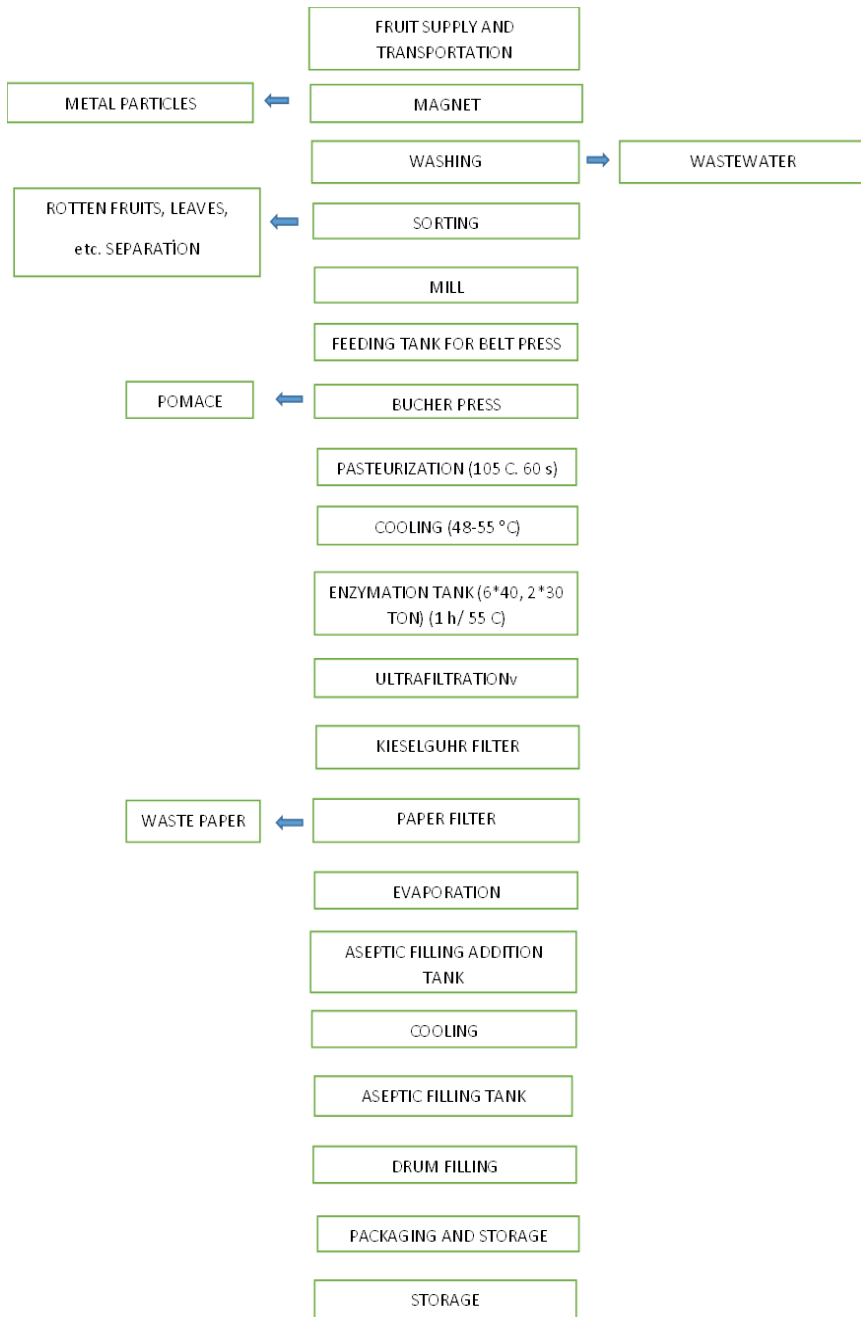 FRUIT SUPPLY AND
TRANSPORTATION
METAL PARTICLES
MAGNET
WASHING
WASTEWATER
ROTTEN FRUITS, LEAVES,
etc. SEPARATİON
SORTING
MILL
FEEDING TANK FOR BELT PRESS
POMACE
BUCHER PRESS
PASTEURIZATION (105 C. 60 s)
COOLING (48-55 °C)
ENZYMATION TANK (6*40, 2*30
TON) (1 h/ 55 C)
ULTRAFILTRATIONv
KIESELGUHR FILTER
WASTE PAPER
PAPER FILTER
EVAPORATION
ASEPTIC FILLING ADDITION
TANK
COOLING
ASEPTIC FILLING TANK
DRUM FILLING
PACKAGING AND STORAGE
STORAGE